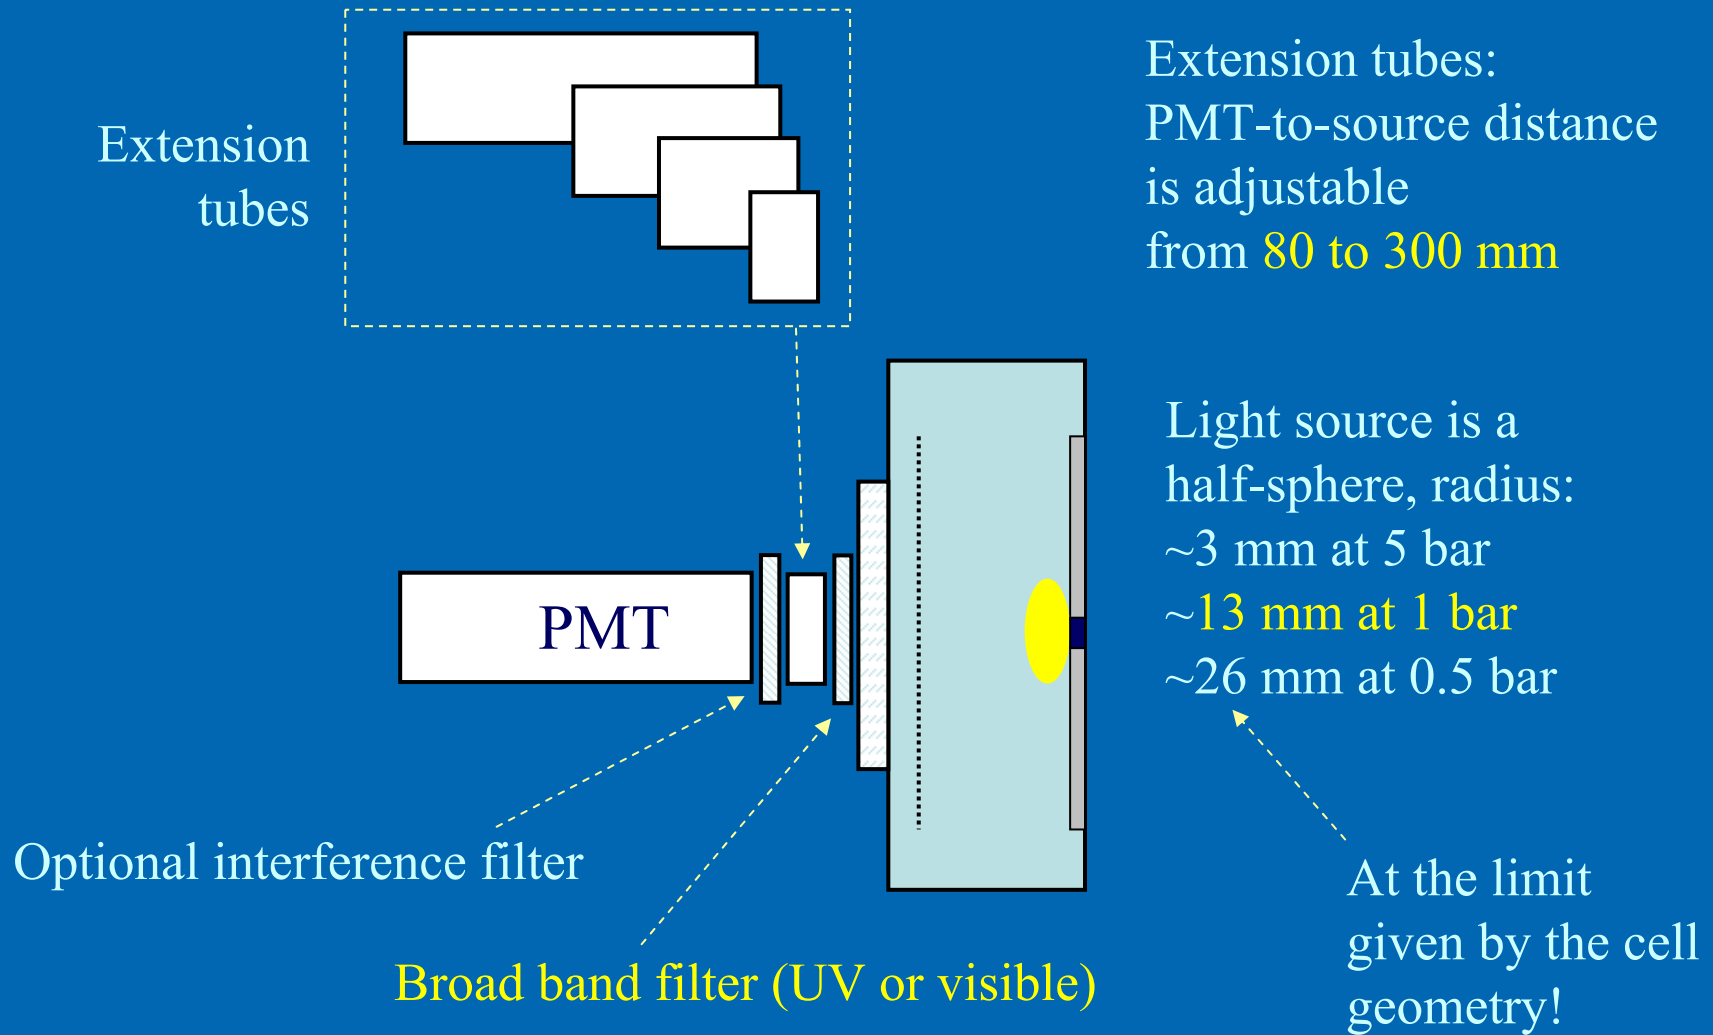 Extension
tubes
Extension tubes:
PMT-to-source distance
is adjustable
from 80 to 300 mm
PMT
Light source is a
half-sphere, radius:
~3 mm at 5 bar
~13 mm at 1 bar
~26 mm at 0.5 bar
Optional interference filter
Broad band filter (UV or visible)
At the limit
given by the cell
geometry!